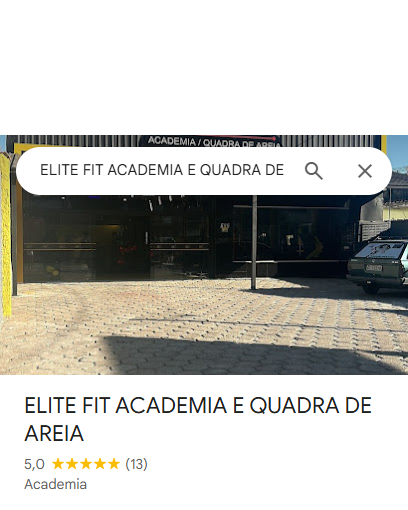 ACADEMIA / QUADRA DE AREIA
ELITE FIT ACADEMIA E QUADRA DE
ELITE FIT ACADEMIA E QUADRA DE
AREIA
5,0 ★★★★★ (13)
Academia